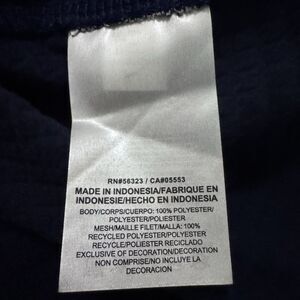 RN#56323 / CA#05553
MADE IN INDONESIA/FABRIQUE EN
INDONESIE/HECHO EN INDONESIA
BODY/CORPS/CUERPO: 100% POLYESTER/
POLYESTER/POLIESTER
MESH/MAILLE FILET/MALLA: 100%
RECYCLED POLYESTER/POLYESTER
RECYCLE/POLIESTER RECICLADO
EXCLUSIVE OF DECORATION/DECORATION
NON COMPRISE/NO INCLUYE LA
DECORACION